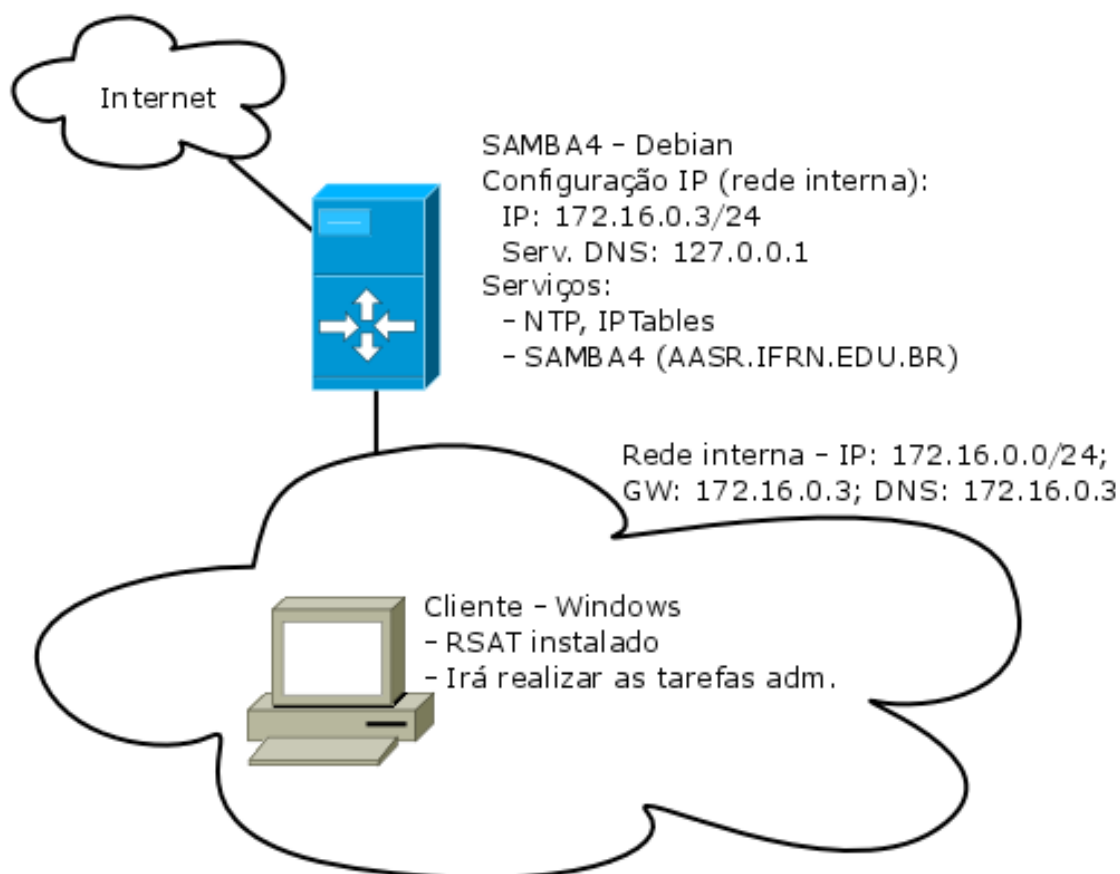 Internet
SAMBA4 – Debian
Configuração IP (rede interna):
IP: 172.16.0.3/24
Serv. DNS: 127.0.0.1
Serviços:
– NTP, IPTables
– SAMBA4 (AASR.IFRN.EDU.BR)
Rede interna – IP: 172.16.0.0/24;
GW: 172.16.0.3; DNS: 172.16.0.3
Cliente – Windows
– RSAT instalado
– Irá realizar as tarefas adm.